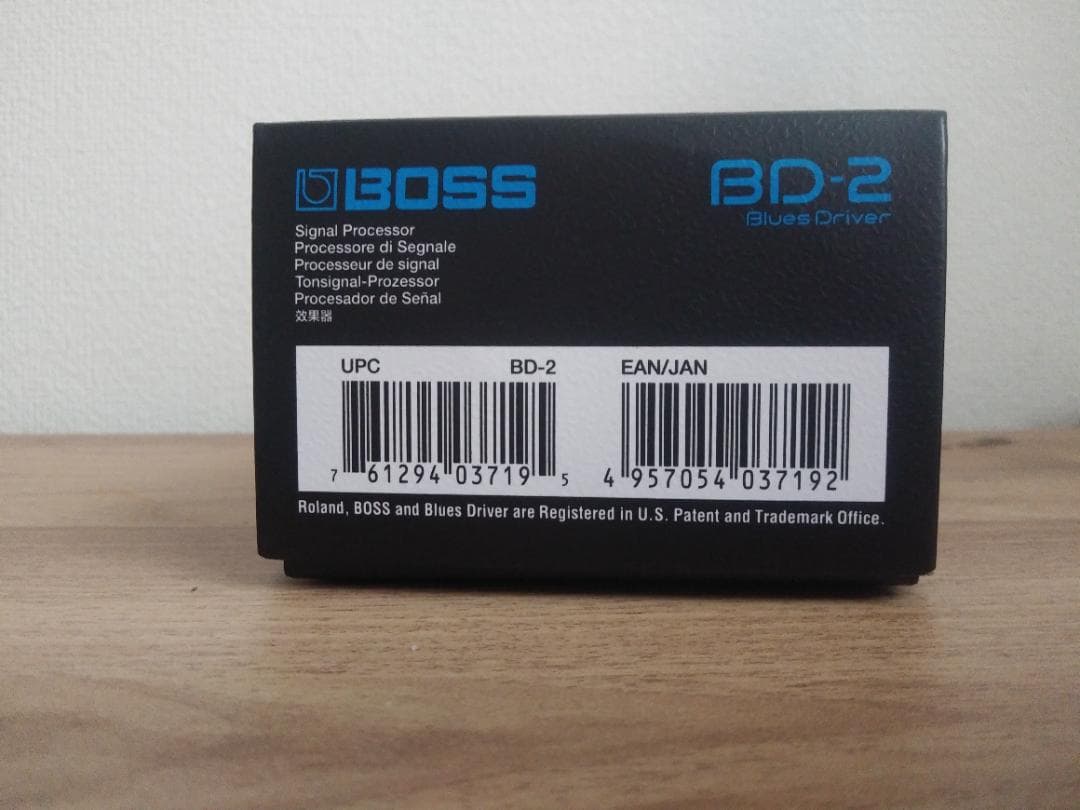 BOSS
BD-2
Blues Driver
Signal Processor
Processore di Segnale
Processeur de signal
Tonsignal-Prozessor
Procesador de Señal
效果器
UPC BD-2
7 61294 03719 5
EAN/JAN
4 957054 037192
Roland, BOSS and Blues Driver are Registered in U.S. Patent and Trademark Office.